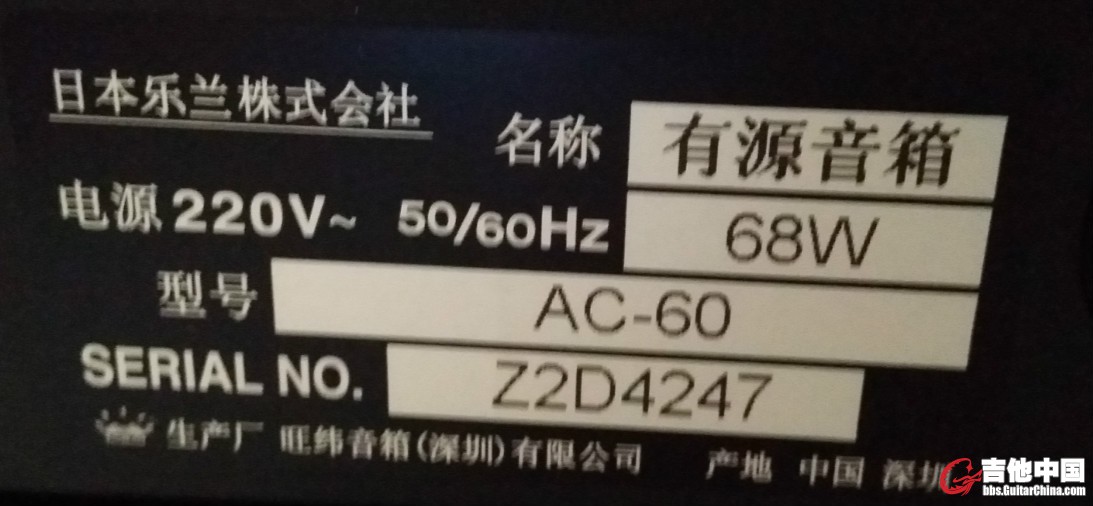 日本乐兰株式会社
名称 有源音箱
电源 220V~ 50/60Hz 68W
型号 AC-60
SERIAL NO. Z2D4247
生产厂 旺纬音箱(深圳)有限公司 产地 中国 深圳
吉他中国
bbs.GuitarChina.com